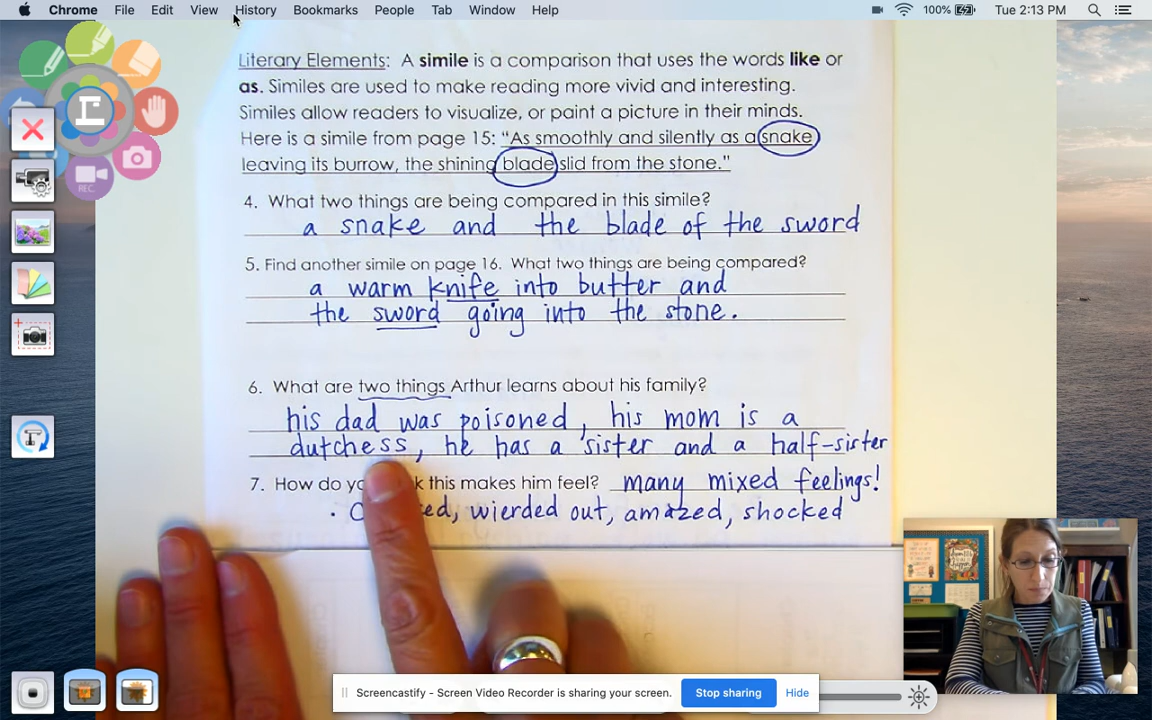 Chrome File Edit View History Bookmarks People Tab Window Help 100% Tue 2:13 PM
REC
Literary Elements: A simile is a comparison that uses the words like or
as. Similes are used to make reading more vivid and interesting.
Similes allow readers to visualize, or paint a picture in their minds.
Here is a simile from page 15: "As smoothly and silently as a snake
leaving its burrow, the shining blade slid from the stone."
4. What two things are being compared in this simile?
a snake and the blade of the sword
5. Find another simile on page 16. What two things are being compared?
a warm knife into butter and
the sword going into the stone.
6. What are two things Arthur learns about his family?
his dad was poisoned, his mom is a
dutchess, he has a sister and a half-sister
7. How do this makes him feel? many mixed feelings!
wierded out, amazed, shocked
Screencastify - Screen Video Recorder is sharing your screen. Stop sharing Hide